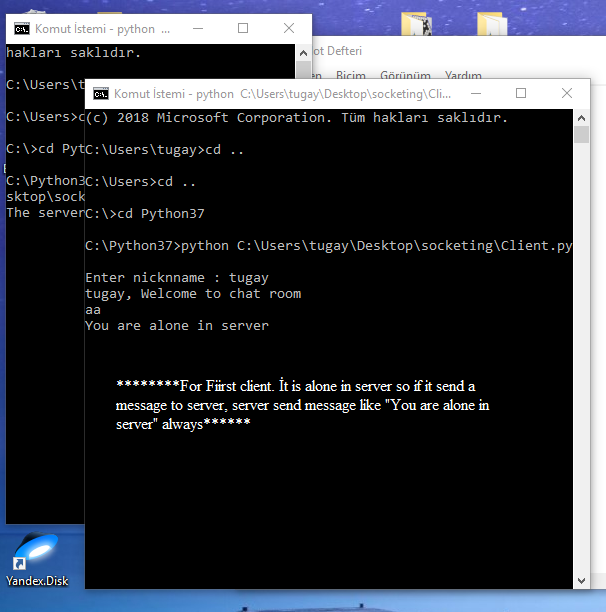 Komut İstemi - python ...
hakları saklıdır.
C:\Users\t
C:\Users>c
C:\>cd Pyt
C:\Python3
sktop\sock
The server
ot Defteri
en Biçim Görünüm Yardım
Komut İstemi - python C:\Users\tugay\Desktop\socketing\Cli...
(c) 2018 Microsoft Corporation. Tüm hakları saklıdır.
C:\Users\tugay>cd ..
C:\Users>cd ..
C:\>cd Python37
C:\Python37>python C:\Users\tugay\Desktop\socketing\Client.py
Enter nicknname : tugay
tugay, Welcome to chat room
aa
You are alone in server
********For Fiirst client. İt is alone in server so if it send a
message to server, server send message like "You are alone in
server" always******
Yandex.Disk